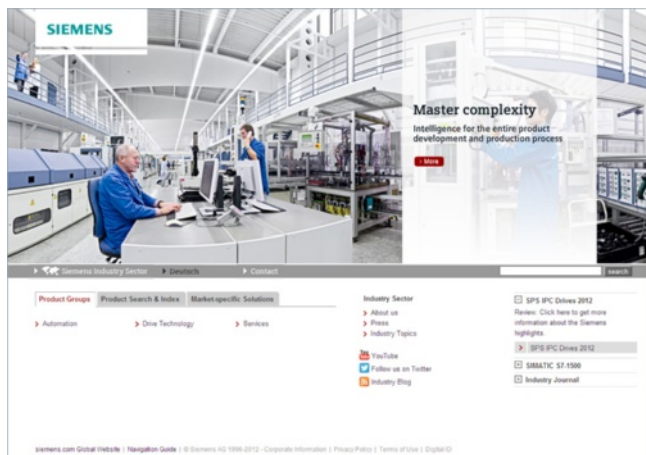 SIEMENS
Master complexity
Intelligence for the entire product
development and production process
› More
Siemens Industry Sector
Deutsch
Contact
search
Product Groups
Product Search & Index
Market-specific Solutions
Automation
Drive Technology
Services
Industry Sector
About us
Press
Industry Topics
YouTube
Follow us on Twitter
Industry Blog
SPS IPC Drives 2012
Review: Click here to get more
information about the Siemens
highlights
SPS IPC Drives 2012
SIMATIC S7-1500
Industry Journal
siemens.com Global Website | Navigation Guide | © Siemens AG 1996-2012 - Corporate Information | Privacy Policy | Terms of Use | Digital ID